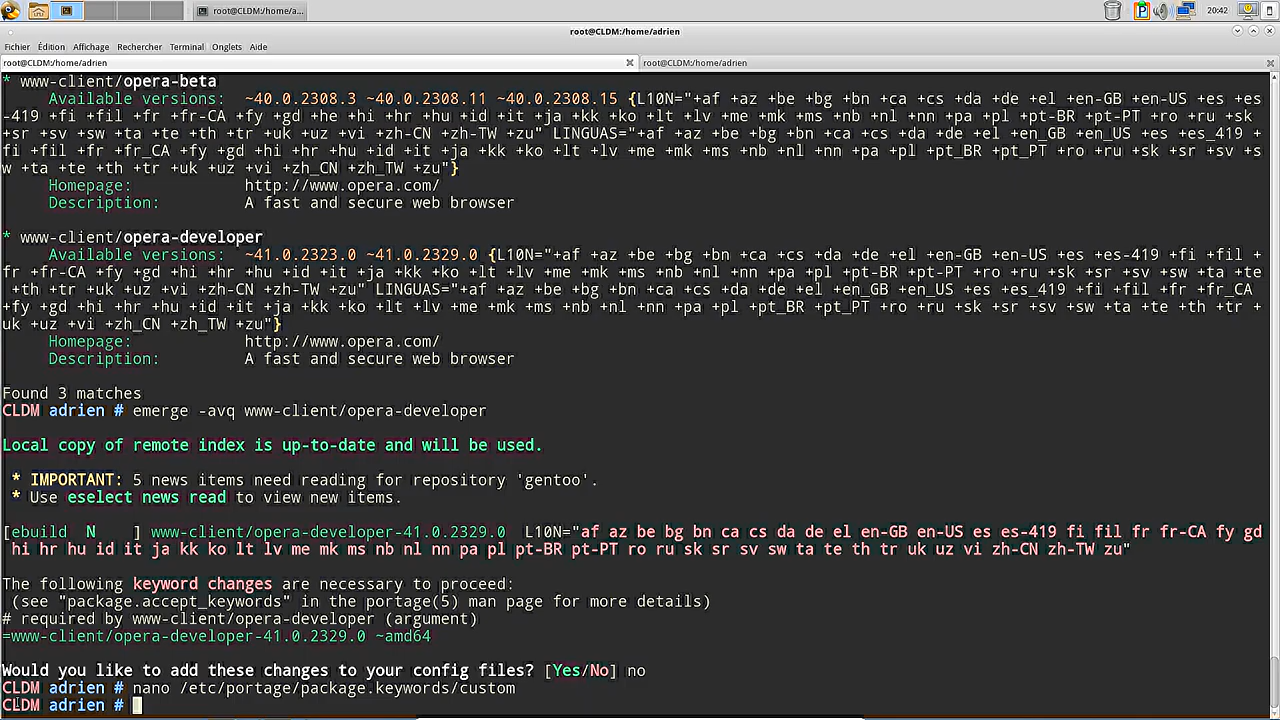 root@CLDM:/home/a...
20:42
root@CLDM:/home/adrien
Fichier Édition Affichage Rechercher Terminal Onglets Aide
root@CLDM:/home/adrien
root@CLDM:/home/adrien
* www-client/opera-beta
Available versions: ~40.0.2308.3 ~40.0.2308.11 ~40.0.2308.15 {L10N="+af +az +be +bg +bn +ca +cs +da +de +el +en-GB +en-US +es +es
-419 +fi +fil +fr +fr-CA +fy +gd +he +hi +hr +hu +id +it +ja +kk +ko +lt +lv +me +mk +ms +nb +nl +nn +pa +pl +pt-BR +pt-PT +ro +ru +sk
+sr +sv +sw +ta +te +th +tr +uk +uz +vi +zh-CN +zh-TW +zu" LINGUAS="+af +az +be +bg +bn +ca +cs +da +de +el +en_GB +en_US +es +es_419 +
fi +fil +fr +fr_CA +fy +gd +hi +hr +hu +id +it +ja +kk +ko +lt +lv +me +mk +ms +nb +nl +nn +pa +pl +pt_BR +pt_PT +ro +ru +sk +sr +sv +s
w +ta +te +th +tr +uk +uz +vi +zh_CN +zh_TW +zu"}
Homepage: http://www.opera.com/
Description: A fast and secure web browser
* www-client/opera-developer
Available versions: ~41.0.2323.0 ~41.0.2329.0 {L10N="+af +az +be +bg +bn +ca +cs +da +de +el +en-GB +en-US +es +es-419 +fi +fil +
fr +fr-CA +fy +gd +hi +hr +hu +id +it +ja +kk +ko +lt +lv +me +mk +ms +nb +nl +nn +pa +pl +pt-BR +pt-PT +ro +ru +sk +sr +sv +sw +ta +te
+th +tr +uk +uz +vi +zh-CN +zh-TW +zu" LINGUAS="+af +az +be +bg +bn +ca +cs +da +de +el +en_GB +en_US +es +es_419 +fi +fil +fr +fr_CA
+fy +gd +hi +hr +hu +id +it +ja +kk +ko +lt +lv +me +mk +ms +nb +nl +nn +pa +pl +pt_BR +pt_PT +ro +ru +sk +sr +sv +sw +ta +te +th +tr +
uk +uz +vi +zh_CN +zh_TW +zu"}
Homepage: http://www.opera.com/
Description: A fast and secure web browser
Found 3 matches
CLDM adrien # emerge -avq www-client/opera-developer
Local copy of remote index is up-to-date and will be used.
* IMPORTANT: 5 news items need reading for repository 'gentoo'.
* Use eselect news read to view new items.
[ebuild N ] www-client/opera-developer-41.0.2329.0 L10N="af az be bg bn ca cs da de el en-GB en-US es es-419 fi fil fr fr-CA fy gd
hi hr hu id it ja kk ko lt lv me mk ms nb nl nn pa pl pt-BR pt-PT ro ru sk sr sv sw ta te th tr uk uz vi zh-CN zh-TW zu"
The following keyword changes are necessary to proceed:
(see "package.accept_keywords" in the portage(5) man page for more details)
# required by www-client/opera-developer (argument)
=www-client/opera-developer-41.0.2329.0 ~amd64
Would you like to add these changes to your config files? [Yes/No] no
CLDM adrien # nano /etc/portage/package.keywords/custom
CLDM adrien #